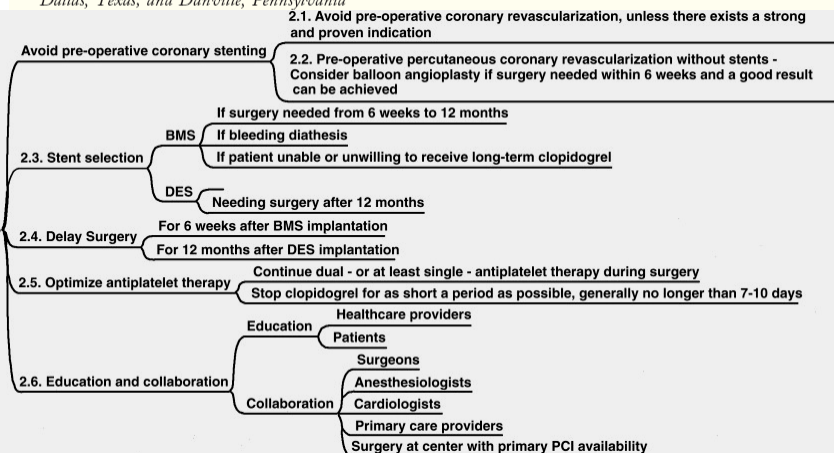 Dallas, Texas, and Danville, Pennsylvania
2.1. Avoid pre-operative coronary revascularization, unless there exists a strong
and proven indication
Avoid pre-operative coronary stenting
2.2. Pre-operative percutaneous coronary revascularization without stents -
Consider balloon angioplasty if surgery needed within 6 weeks and a good result
can be achieved
If surgery needed from 6 weeks to 12 months
BMS
If bleeding diathesis
2.3. Stent selection
If patient unable or unwilling to receive long-term clopidogrel
DES
Needing surgery after 12 months
2.4. Delay Surgery
For 6 weeks after BMS implantation
For 12 months after DES implantation
2.5. Optimize antiplatelet therapy
Continue dual - or at least single - antiplatelet therapy during surgery
Stop clopidogrel for as short a period as possible, generally no longer than 7-10 days
2.6. Education and collaboration
Education
Healthcare providers
Patients
Collaboration
Surgeons
Anesthesiologists
Cardiologists
Primary care providers
Surgery at center with primary PCI availability